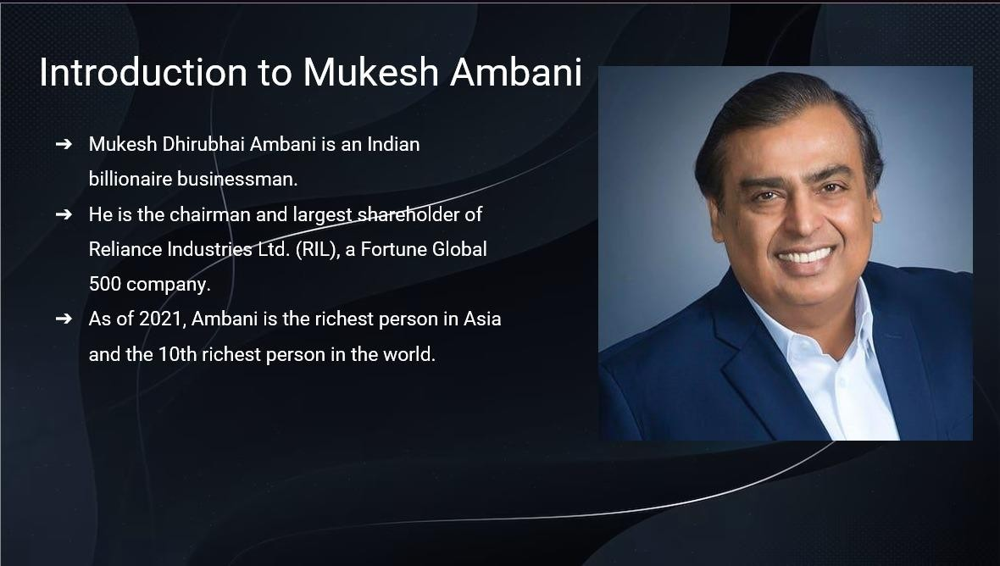 Introduction to Mukesh Ambani
➔ Mukesh Dhirubhai Ambani is an Indian
billionaire businessman.
➔ He is the chairman and largest shareholder of
Reliance Industries Ltd. (RIL), a Fortune Global
500 company.
➔ As of 2021, Ambani is the richest person in Asia
and the 10th richest person in the world.